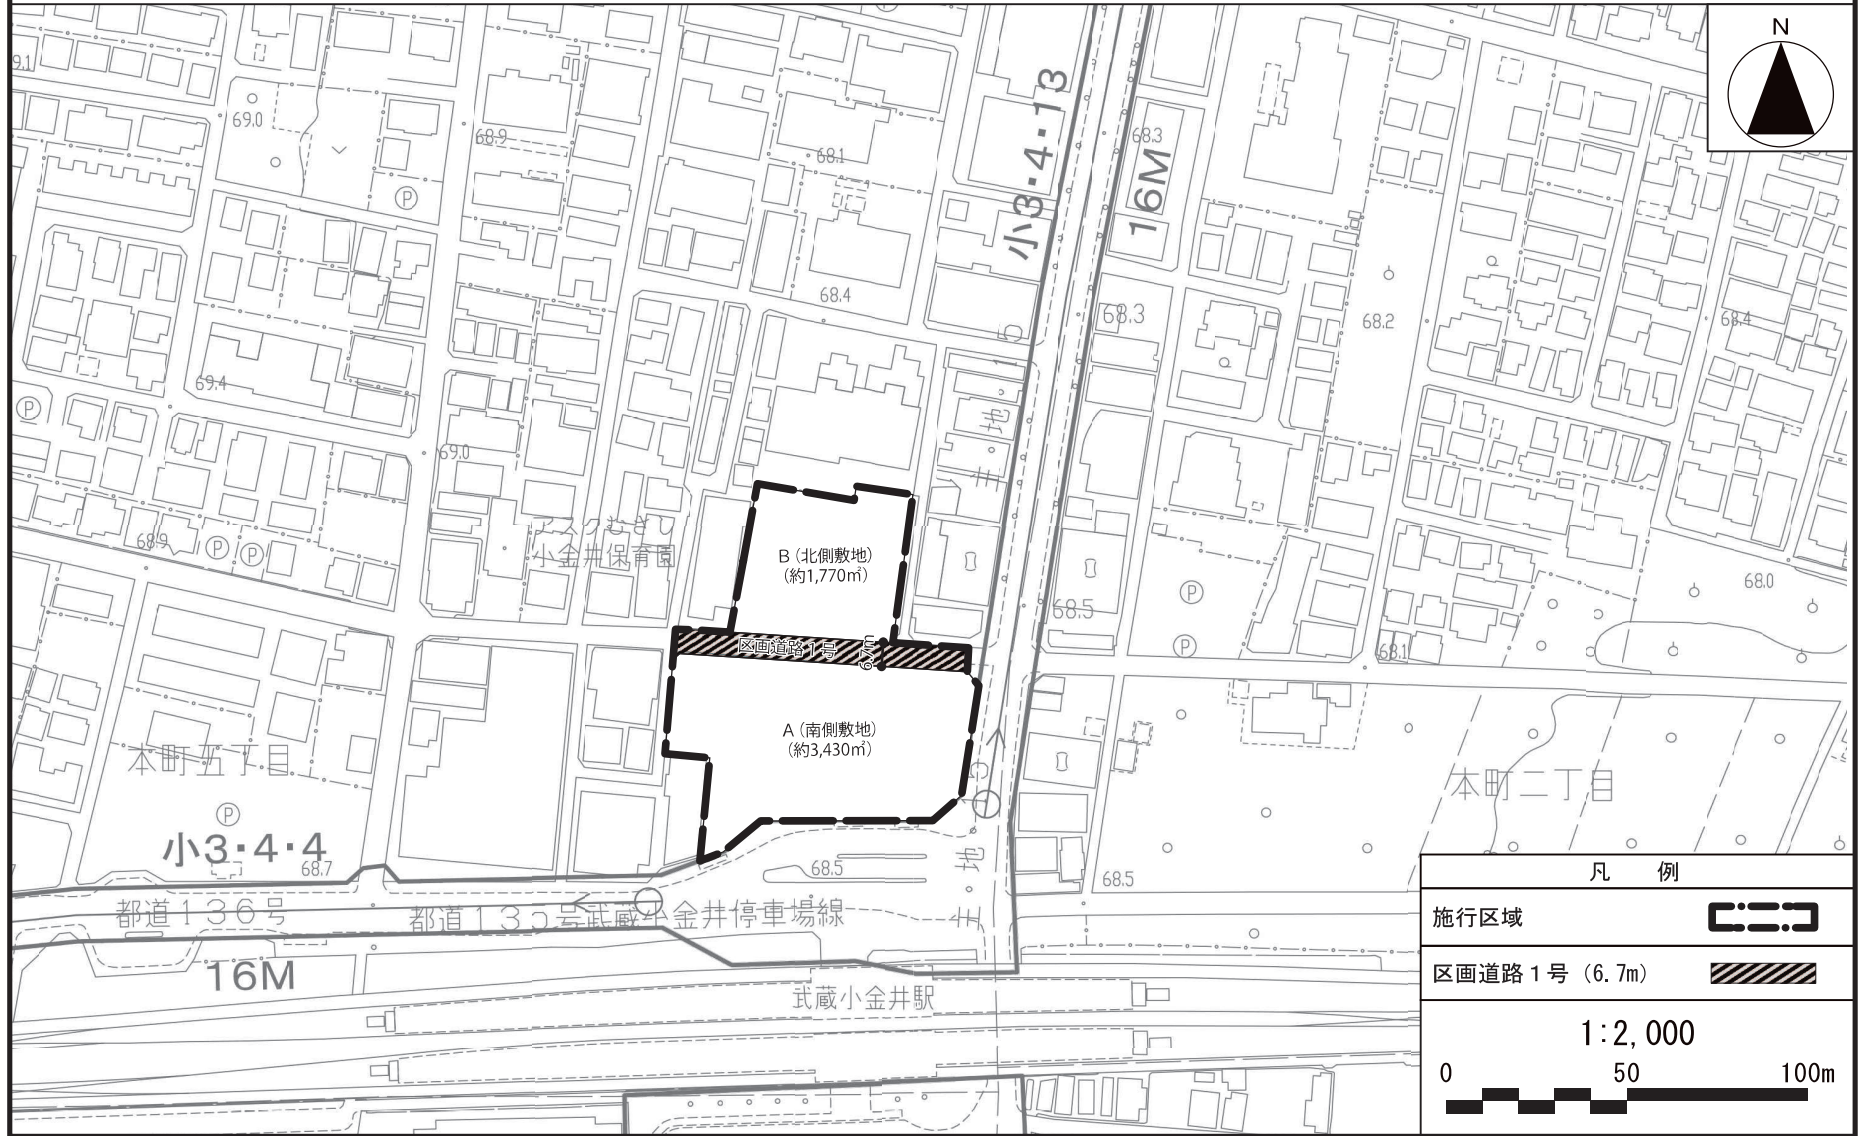 N
9.1
69.0
68.9
68.1
小3・4・13
68.3
16M
P
68.4
68.3
68.2
68.4
69.4
P
69.0
68.9
P
P
小金井保育園
B（北側敷地）
（約1,770㎡）
68.5
P
P
68.0
68.1
区画道路１号
6.7m
A（南側敷地）
（約3,430㎡）
本町五丁目
本町二丁目
P
小3・4・4
68.7
68.5
68.5
都道１３６号
武蔵小金井停車場線
16M
武蔵小金井駅
凡　例
施行区域
区画道路１号（6.7m）
1:2,000
0 50 100m